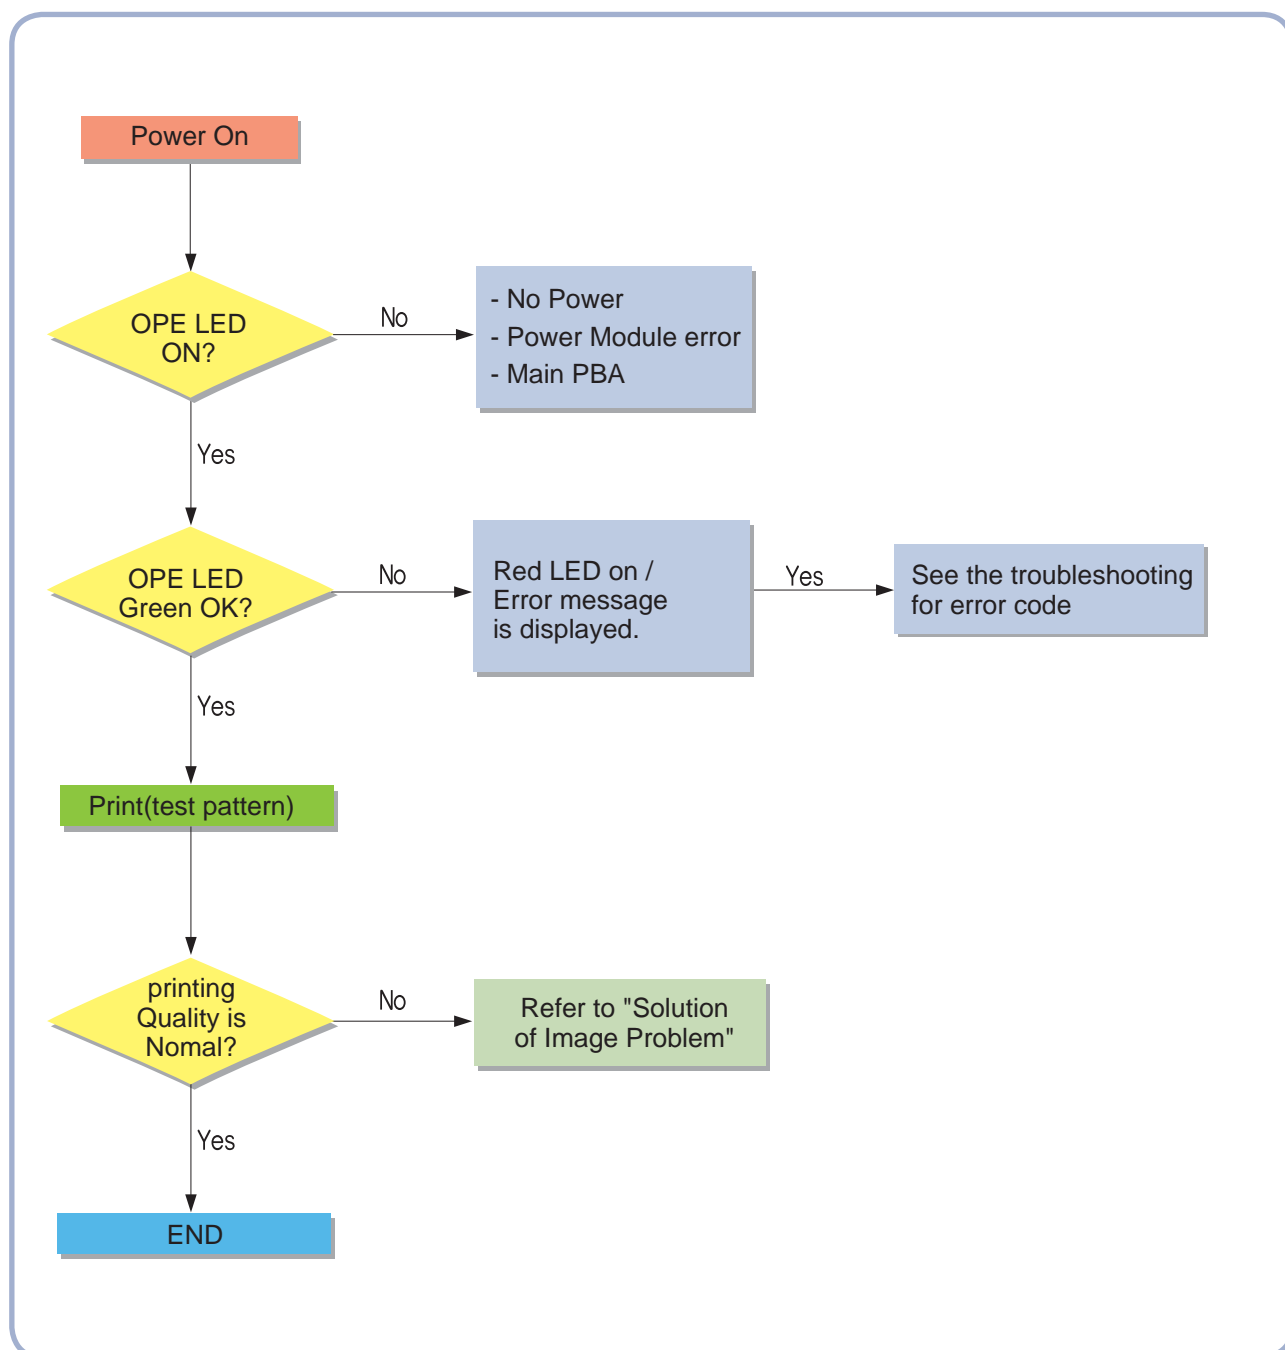 Power On
OPE LED
ON?
No
- No Power
- Power Module error
- Main PBA
Yes
OPE LED
Green OK?
No
Red LED on /
Error message
is displayed.
Yes
See the troubleshooting
for error code
Yes
Print(test pattern)
printing
Quality is
Nomal?
No
Refer to "Solution
of Image Problem"
Yes
END